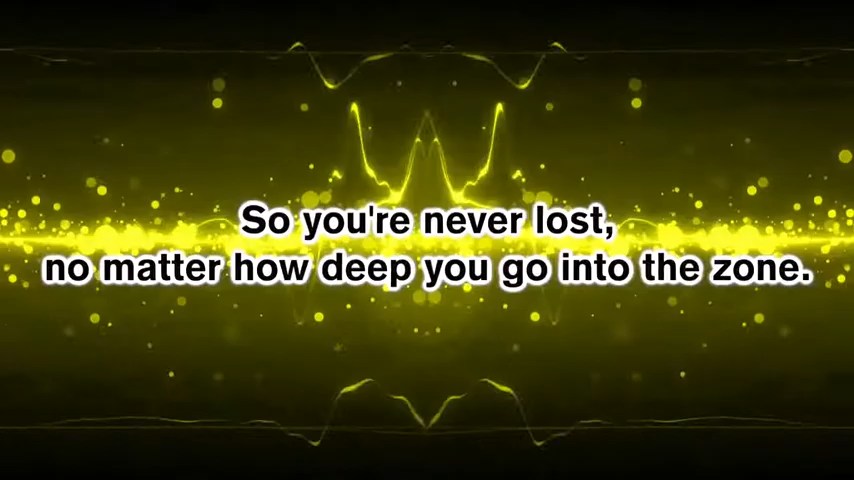 So you're never lost,
no matter how deep you go into the zone.